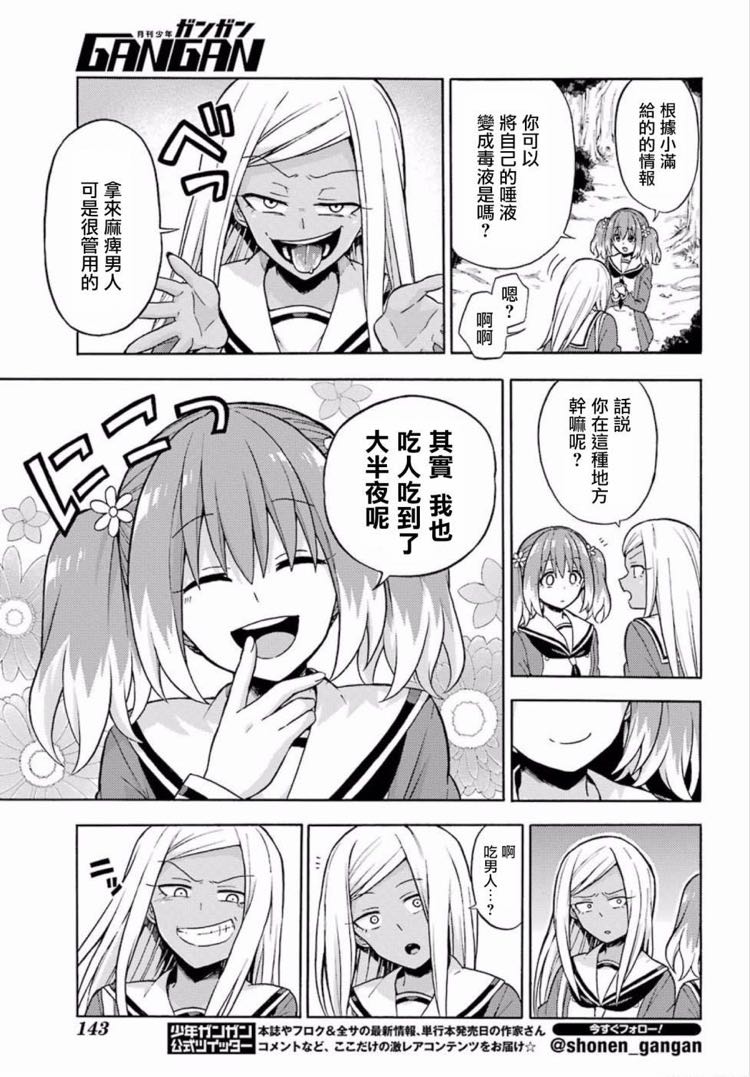 月刊少年
ガンガン
GANGAN
根據小滿
給的的情報
你可以
將自己的唾液
變成毒液是嗎?
嗯?
啊啊
べへっ
拿來麻痺男人
可是很管用的
話說
你在這種地方
幹嘛呢?
其實 我也
吃人吃到了
大半夜呢
にこっ
啊
吃男人…?
143
少年ガンガン
公式ツイッター
本誌やフロク&全サの最新情報、単行本発売日の作家さん
コメントなど、ここだけの激レアコンテンツをお届け☆
今すぐフォロー!
@shonen_gangan